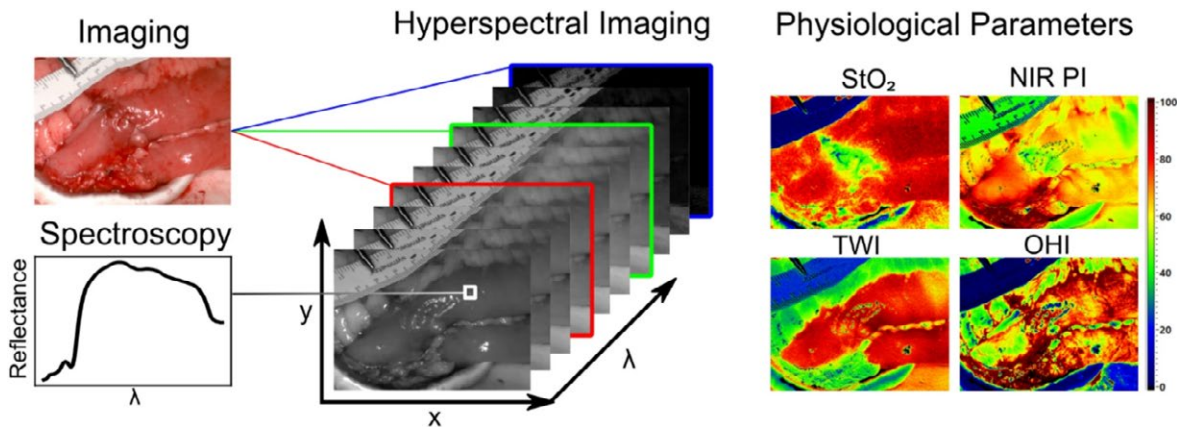 Imaging
Hyperspectral Imaging
Physiological Parameters
StO₂
NIR PI
100
80
60
40
20
0
TWI
OHI
Spectroscopy
Reflectance
λ
y
x
λ